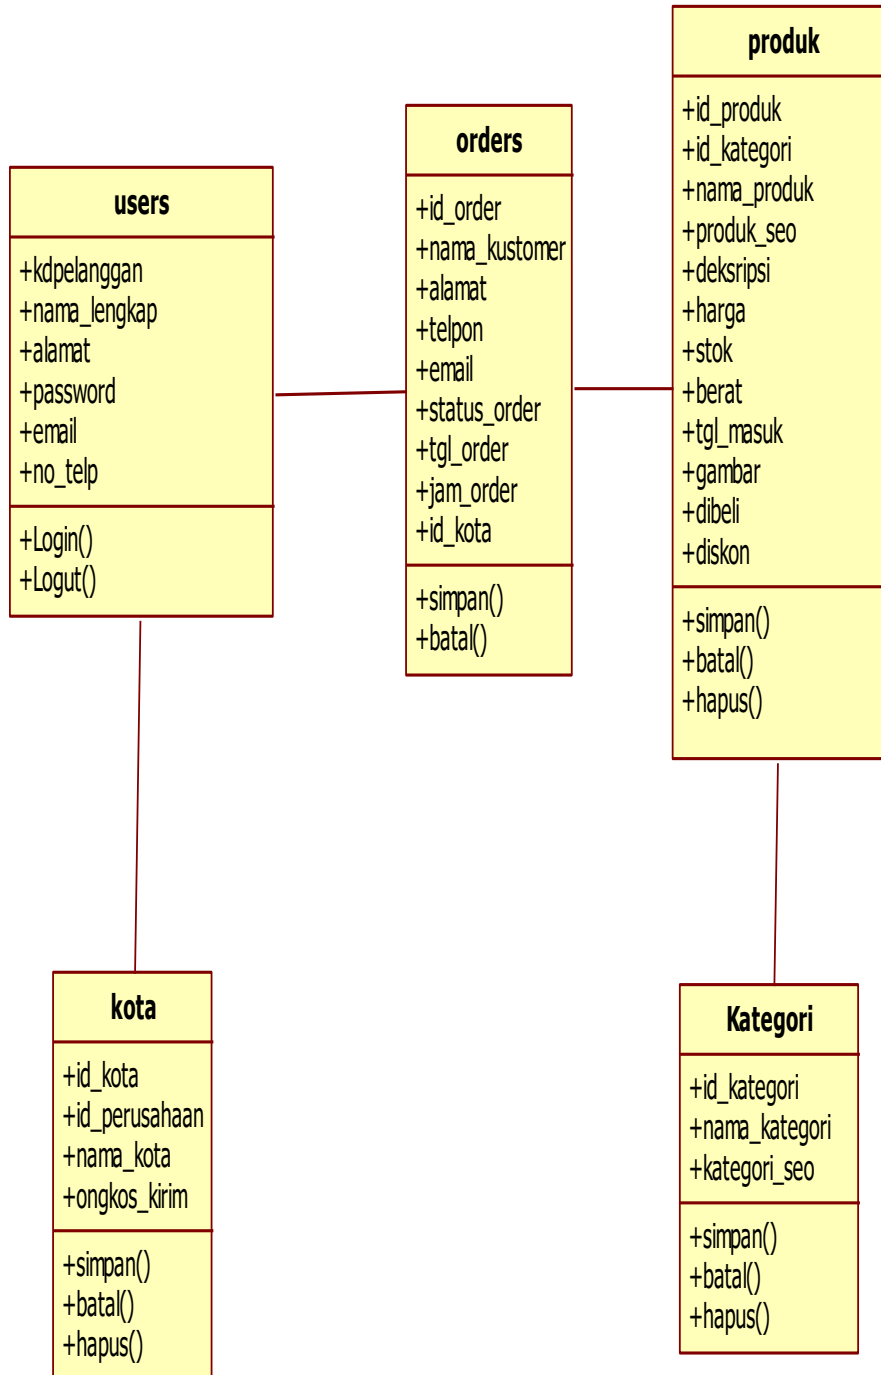 users
+kdpelanggan
+nama_lengkap
+alamat
+password
+email
+no_telp
+Login()
+Logut()
orders
+id_order
+nama_kustomer
+alamat
+telpon
+email
+status_order
+tgl_order
+jam_order
+id_kota
+simpan()
+batal()
produk
+id_produk
+id_kategori
+nama_produk
+produk_seo
+deksripsi
+harga
+stok
+berat
+tgl_masuk
+gambar
+dibeli
+diskon
+simpan()
+batal()
+hapus()
kota
+id_kota
+id_perusahaan
+nama_kota
+ongkos_kirim
+simpan()
+batal()
+hapus()
Kategori
+id_kategori
+nama_kategori
+kategori_seo
+simpan()
+batal()
+hapus()